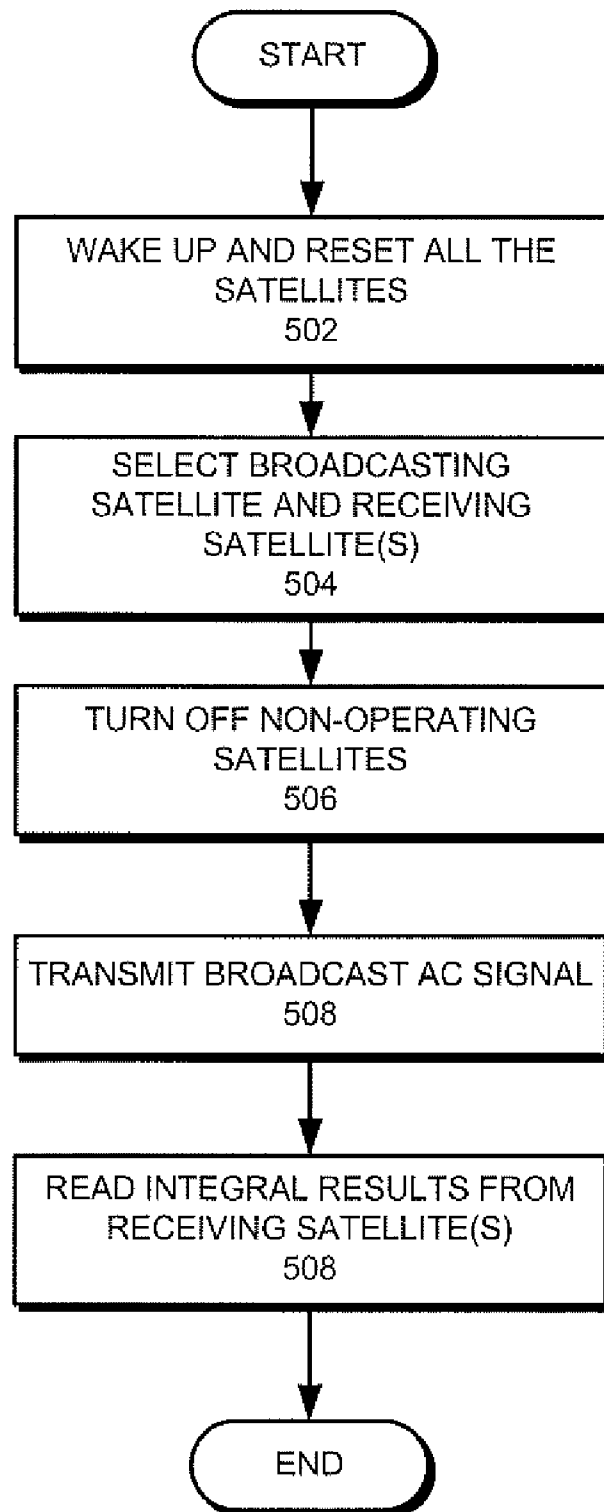 START
WAKE UP AND RESET ALL THE
SATELLITES
502
SELECT BROADCASTING
SATELLITE AND RECEIVING
SATELLITE(S)
504
TURN OFF NON-OPERATING
SATELLITES
506
TRANSMIT BROADCAST AC SIGNAL
508
READ INTEGRAL RESULTS FROM
RECEIVING SATELLITE(S)
508
END